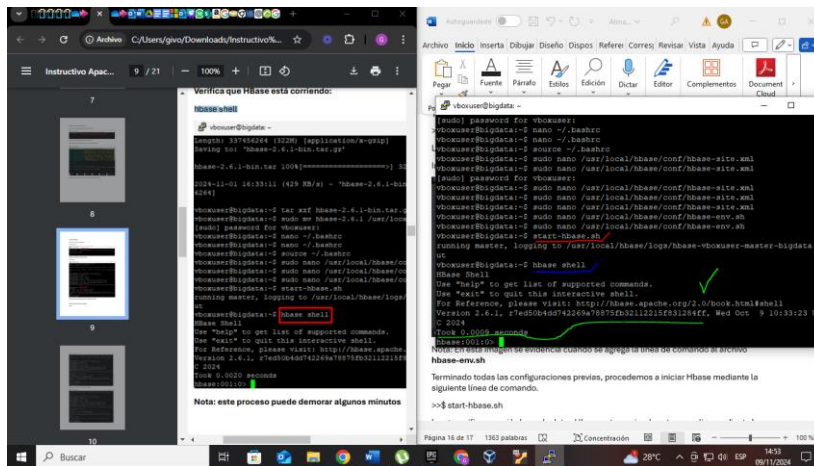 Archivo C:/Users/givo/Downloads/Instructivo%...
Instructivo Apac... 9 / 21 100%
7
8
9
10
Verifica que HBase está corriendo:
hbase shell
vboxuser@bigdata: ~
Length: 337456264 (322M) [application/x-gzip]
Saving to: 'hbase-2.6.1-bin.tar.gz'
hbase-2.6.1-bin.tar 100%[===================>] 32
2024-11-01 16:33:11 (429 KB/s) - 'hbase-2.6.1-bin
6264]
vboxuser@bigdata:~$ tar xzf hbase-2.6.1-bin.tar.g
vboxuser@bigdata:~$ sudo mv hbase-2.6.1 /usr/loca
[sudo] password for vboxuser:
vboxuser@bigdata:~$ nano ~/.bashrc
vboxuser@bigdata:~$ nano ~/.bashrc
vboxuser@bigdata:~$ source ~/.bashrc
vboxuser@bigdata:~$ sudo nano /usr/local/hbase/co
vboxuser@bigdata:~$ sudo nano /usr/local/hbase/co
vboxuser@bigdata:~$ sudo nano /usr/local/hbase/co
vboxuser@bigdata:~$ start-hbase.sh
running master, logging to /usr/local/hbase/logs/
ut
vboxuser@bigdata:~$ hbase shell
HBase Shell
Use "help" to get list of supported commands.
Use "exit" to quit this interactive shell.
For Reference, please visit: http://hbase.apache.
Version 2.6.1, r7ed50b4dd742269a78875fb32112215f8
C 2024
Took 0.0020 seconds
hbase:001:0>
Nota: este proceso puede demorar algunos minutos
Autoguardado
GA
Archivo Inicio Inserta Dibujar Diseño Dispos Referei Corresp Revisar Vista Ayuda
Pegar Fuente Párrafo Estilos Edición Dictar Editor Complementos Document
Cloud
vboxuser@bigdata: ~
[sudo] password for vboxuser:
vboxuser@bigdata:~$ nano ~/.bashrc
vboxuser@bigdata:~$ nano ~/.bashrc
vboxuser@bigdata:~$ source ~/.bashrc
vboxuser@bigdata:~$ sudo nano /usr/local/hbase/conf/hbase-site.xml
vboxuser@bigdata:~$ sudo nano /usr/local/hbase/conf/hbase-site.xml
[sudo] password for vboxuser:
vboxuser@bigdata:~$ sudo nano /usr/local/hbase/conf/hbase-site.xml
vboxuser@bigdata:~$ sudo nano /usr/local/hbase/conf/hbase-site.xml
vboxuser@bigdata:~$ sudo nano /usr/local/hbase/conf/hbase-env.sh
vboxuser@bigdata:~$ sudo nano /usr/local/hbase/conf/hbase-env.sh
vboxuser@bigdata:~$ start-hbase.sh
running master, logging to /usr/local/hbase/logs/hbase-vboxuser-master-bigdata.
ut
vboxuser@bigdata:~$ hbase shell
HBase Shell
Use "help" to get list of supported commands.
Use "exit" to quit this interactive shell.
For Reference, please visit: http://hbase.apache.org/2.0/book.html#shell
Version 2.6.1, r7ed50b4dd742269a78875fb32112215f831284ff, Wed Oct 9 10:33:23
C 2024
Took 0.0009 seconds
hbase:001:0>
Nota: En esta imagen se evidencia cuando se agrega la línea de comando al archivo
hbase-env.sh
Terminado todas las configuraciones previas, procedemos a iniciar Hbase mediante la
siguiente línea de comando.
>>$ start-hbase.sh
Página 16 de 17 1363 palabras Concentración 100 %
Buscar
28°C ESP 14:53
09/11/2024